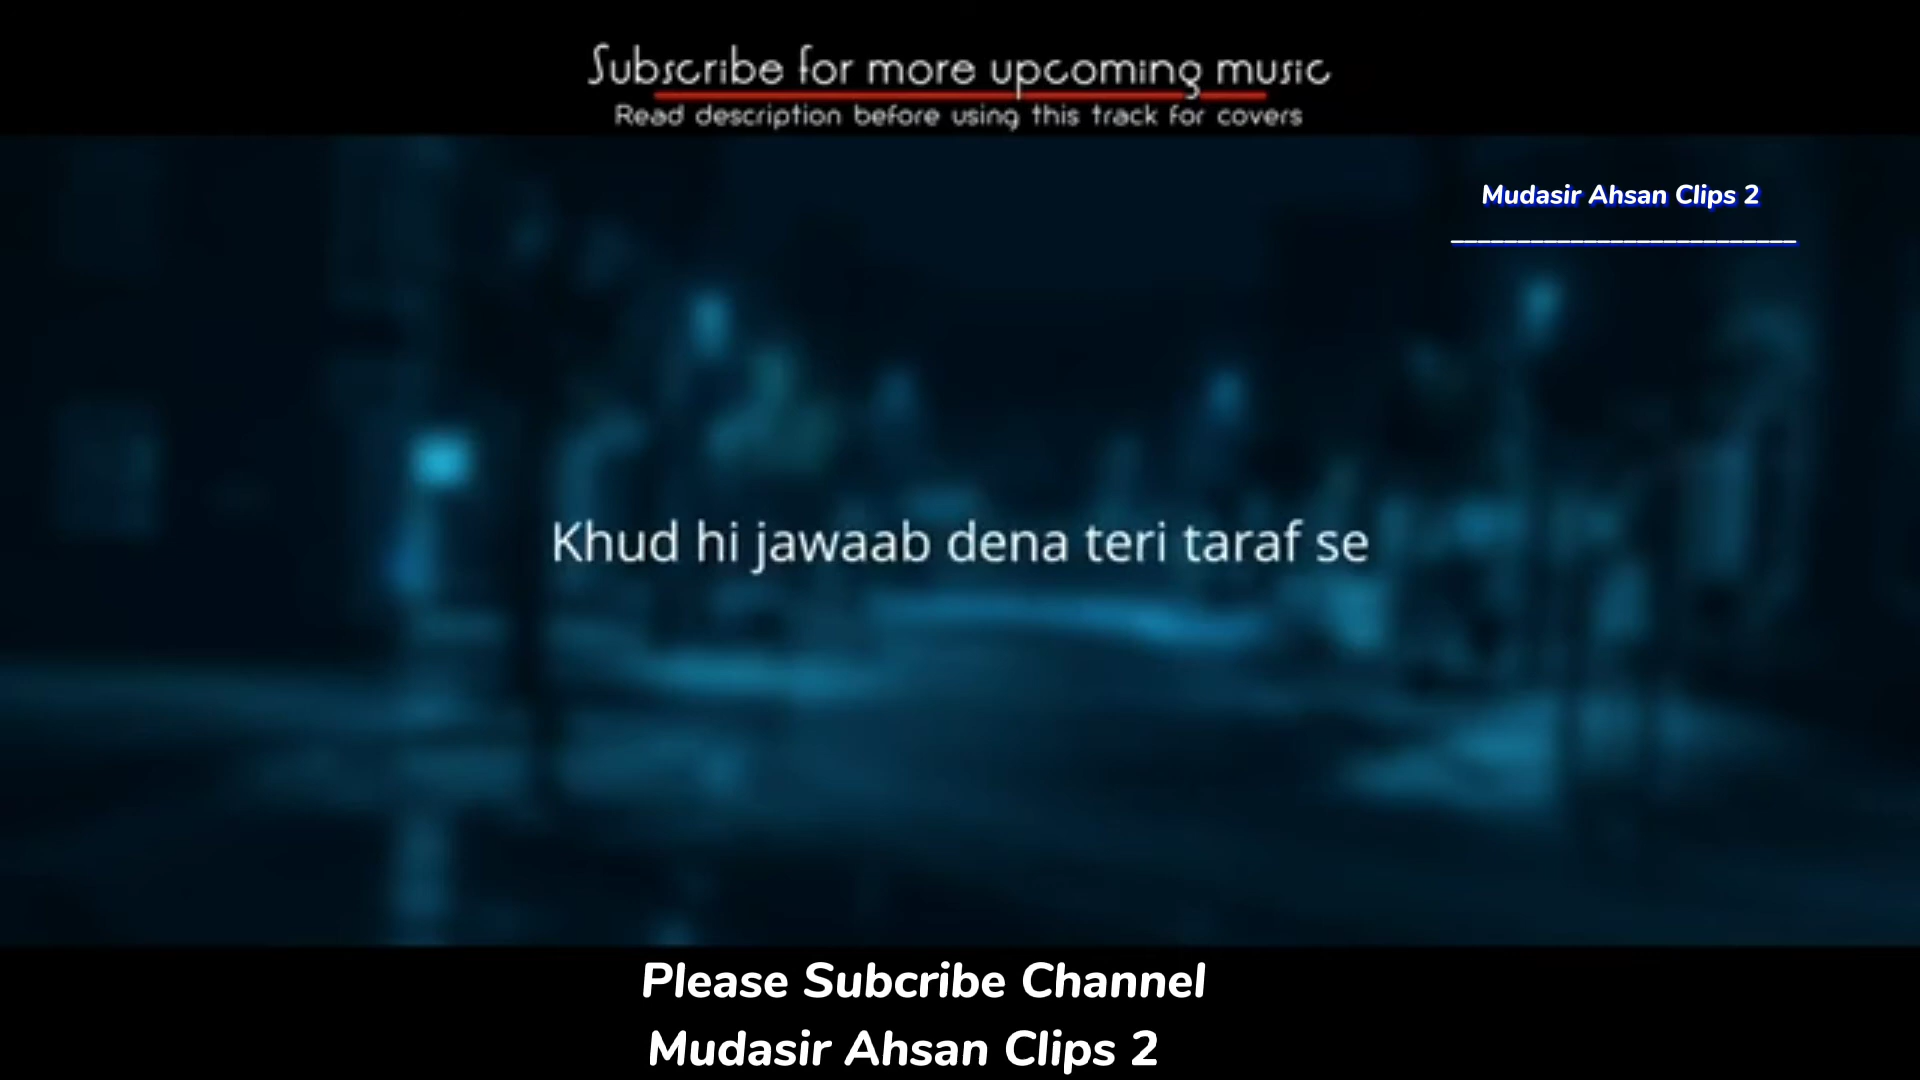 Subscribe for more upcoming music
Read description before using this track for covers
Mudasir Ahsan Clips 2
Khud hi jawaab dena teri taraf se
Please Subcribe Channel
Mudasir Ahsan Clips 2